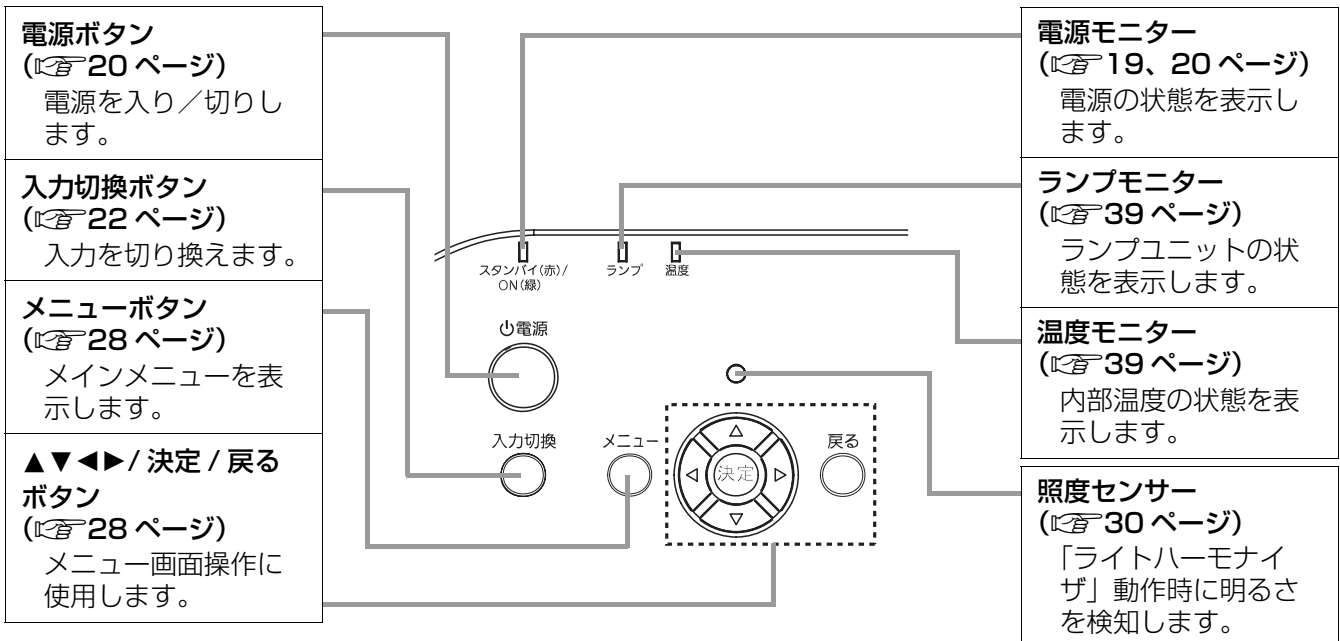 電源ボタン
(☞20 ページ)
電源を入り／切りし
ます。
入力切換ボタン
(☞22 ページ)
入力を切り換えます。
メニューボタン
(☞28 ページ)
メインメニューを表
示します。
▲▼◀▶/ 決定 / 戻る
ボタン
(☞28 ページ)
メニュー画面操作に
使用します。
スタンバイ(赤)/
ON(緑)
ランプ
温度
⏻電源
入力切換
メニュー
△
◁
決定
▷
▽
戻る
電源モニター
(☞19、20 ページ)
電源の状態を表示し
ます。
ランプモニター
(☞39 ページ)
ランプユニットの状
態を表示します。
温度モニター
(☞39 ページ)
内部温度の状態を表
示します。
照度センサー
(☞30 ページ)
「ライトハーモナイ
ザ」動作時に明るさ
を検知します。